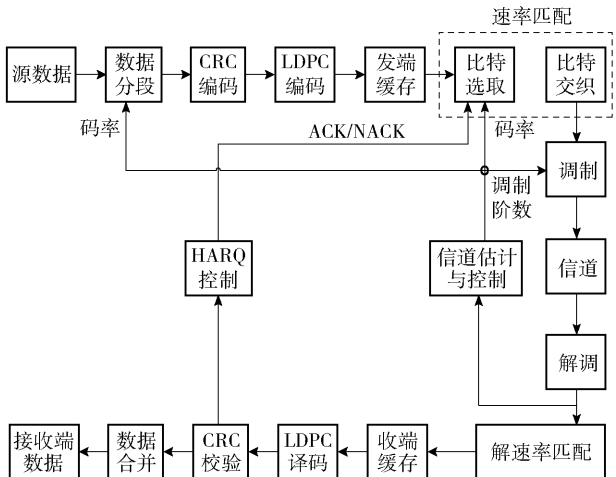 速率匹配
源数据
数据
分段
CRC
编码
LDPC
编码
发端
缓存
比特
选取
比特
交织
码率
ACK/NACK
码率
调制
阶数
调制
HARQ
控制
信道估计
与控制
信道
解调
接收端
数据
数据
合并
CRC
校验
LDPC
译码
收端
缓存
解速率匹配